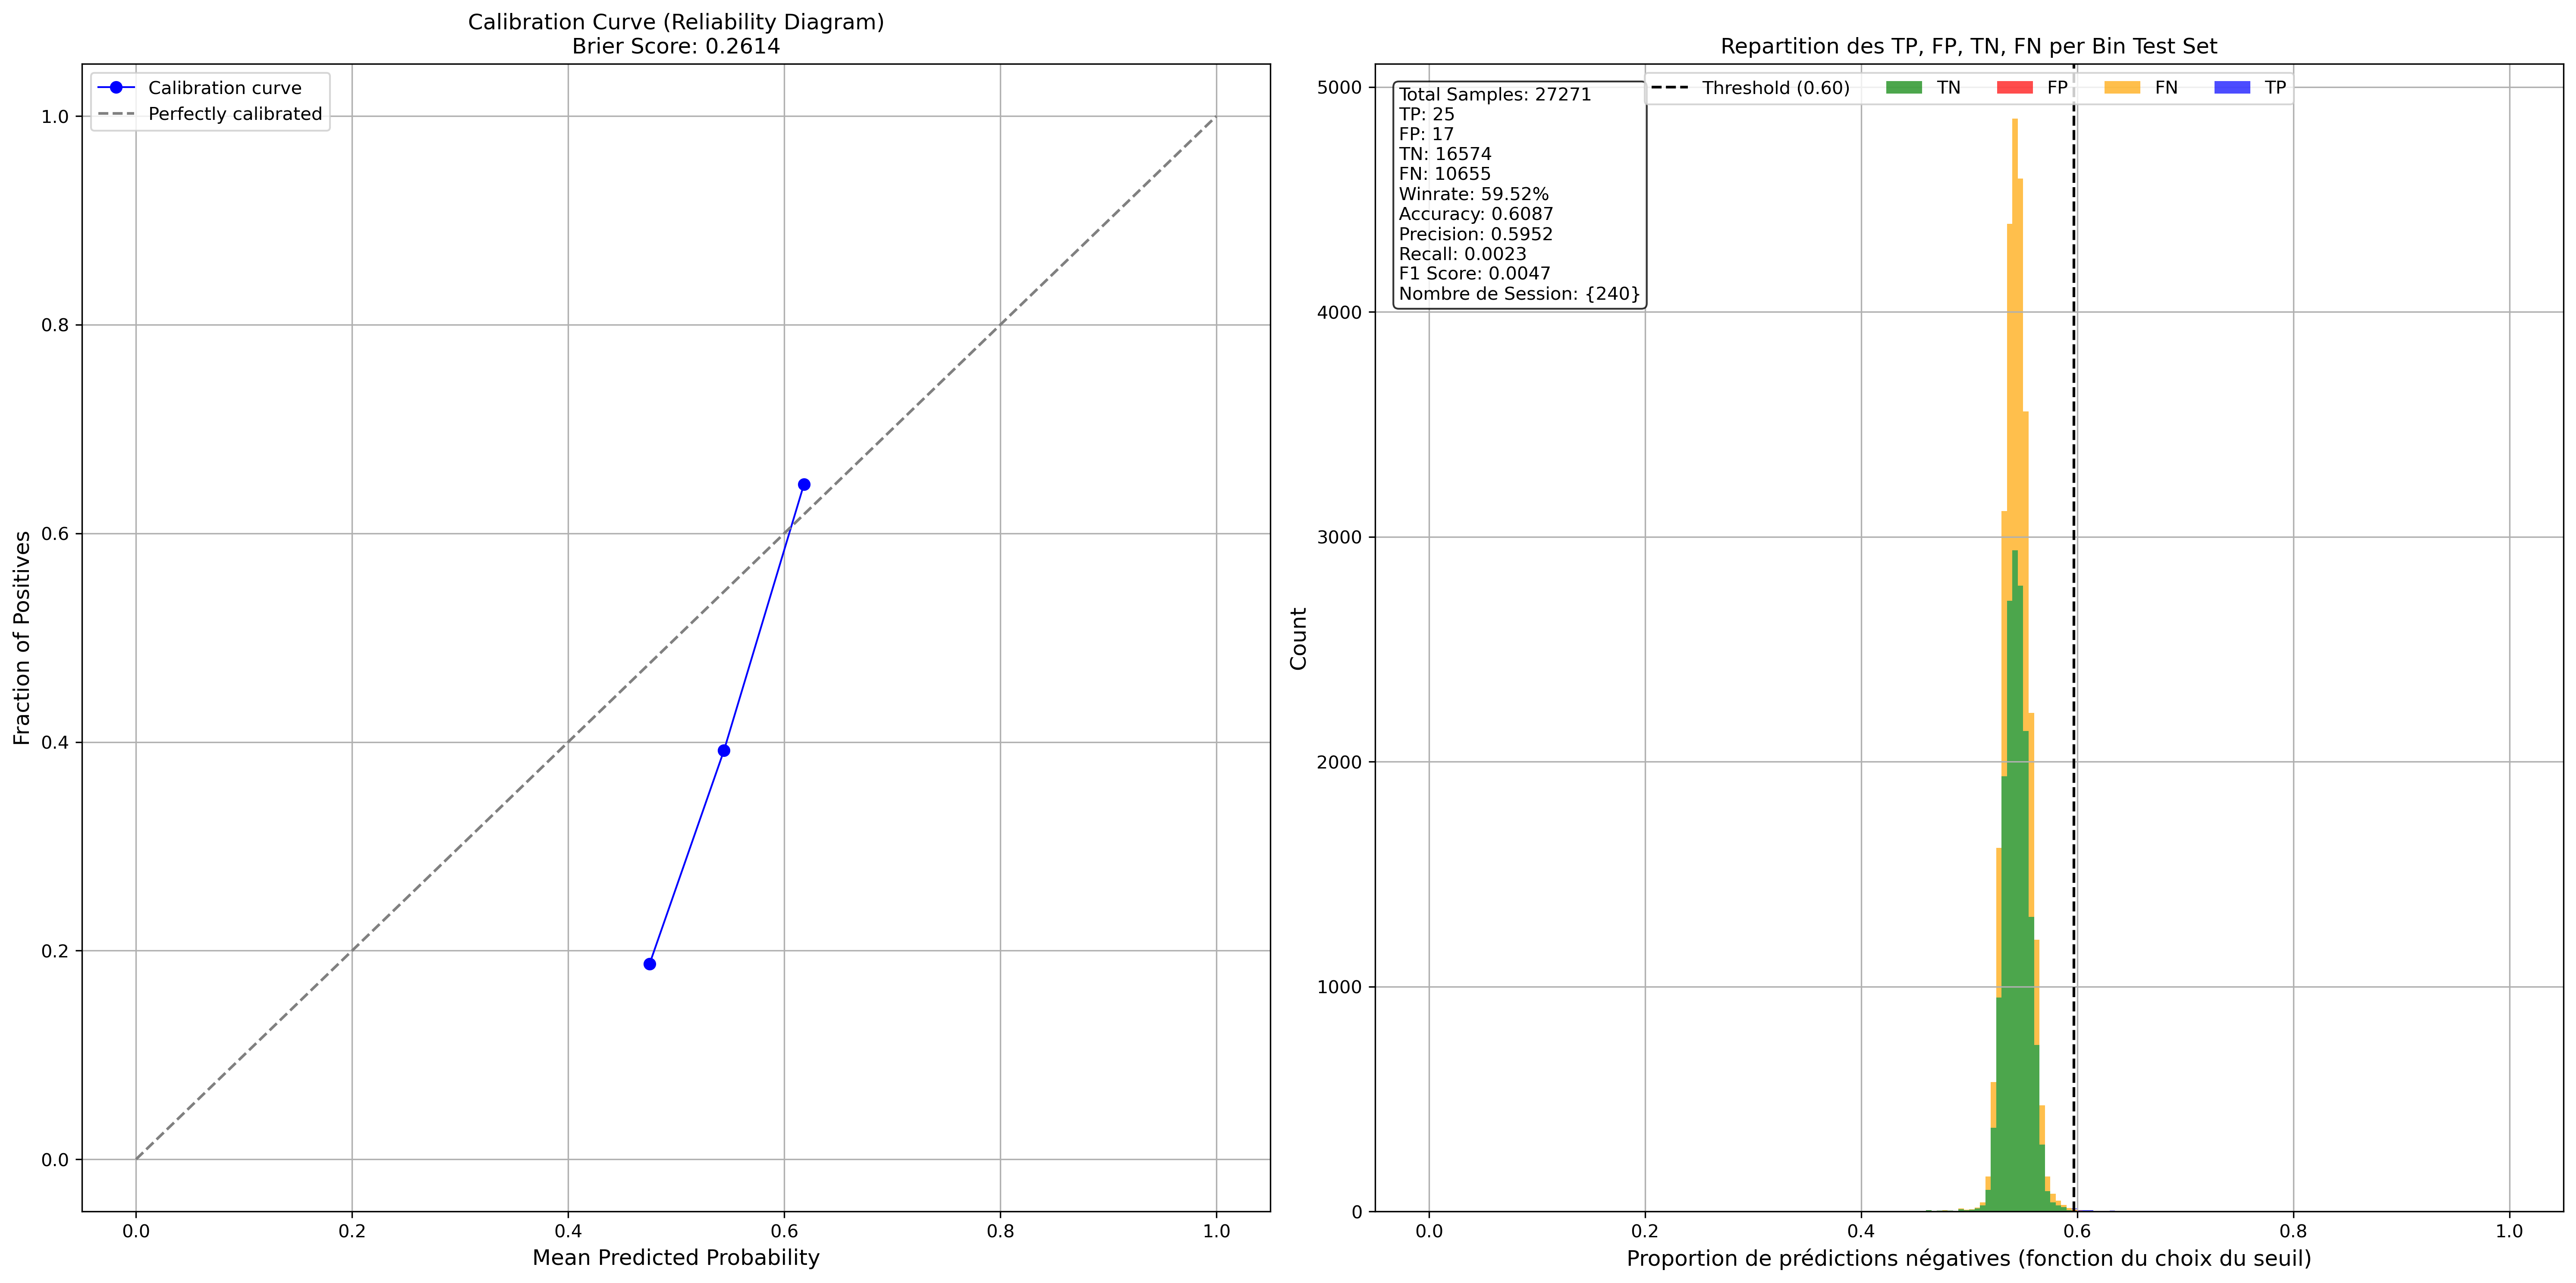 Calibration Curve (Reliability Diagram)
Brier Score: 0.2614
Calibration curve
Perfectly calibrated
1.0
0.8
0.6
0.4
0.2
0.0
Fraction of Positives
0.0 0.2 0.4 0.6 0.8 1.0
Mean Predicted Probability
Repartition des TP, FP, TN, FN per Bin Test Set
Threshold (0.60) TN FP FN TP
Total Samples: 27271
TP: 25
FP: 17
TN: 16574
FN: 10655
Winrate: 59.52%
Accuracy: 0.6087
Precision: 0.5952
Recall: 0.0023
F1 Score: 0.0047
Nombre de Session: {240}
5000
4000
3000
2000
1000
0
Count
0.0 0.2 0.4 0.6 0.8 1.0
Proportion de prédictions négatives (fonction du choix du seuil)